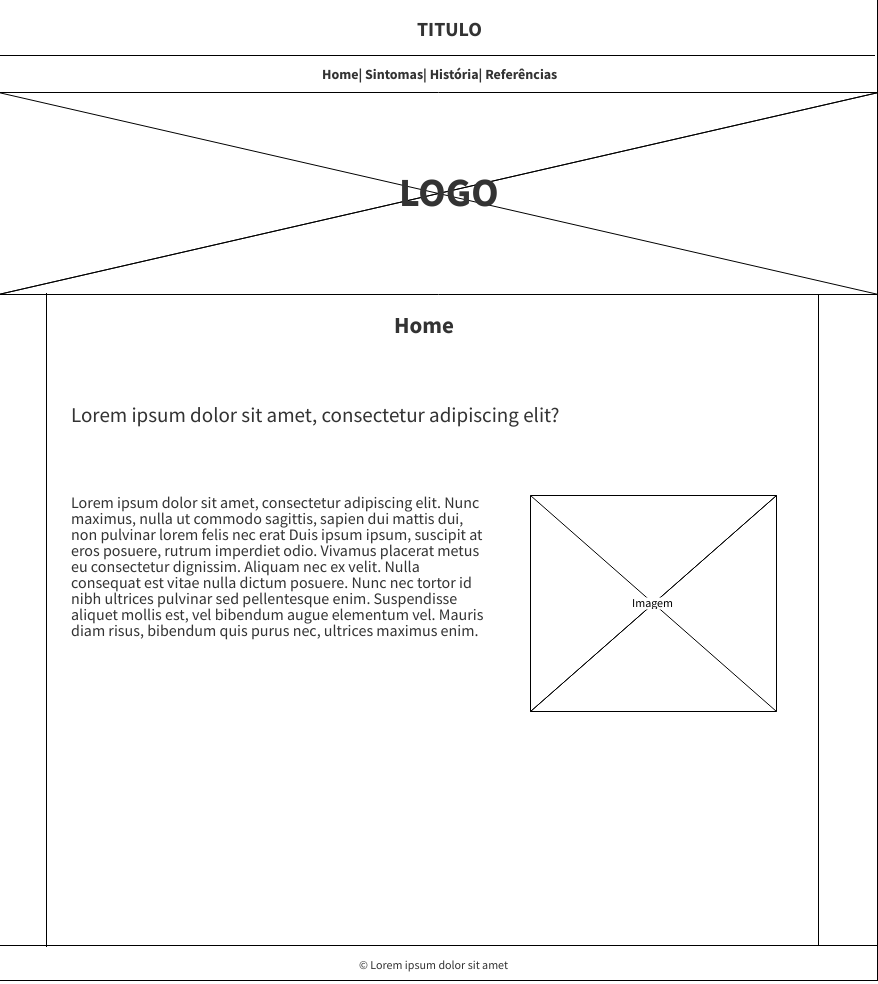 TITULO
Home| Sintomas| História| Referências
LOGO
Home
Lorem ipsum dolor sit amet, consectetur adipiscing elit?
Lorem ipsum dolor sit amet, consectetur adipiscing elit. Nunc
maximus, nulla ut commodo sagittis, sapien dui mattis dui,
non pulvinar lorem felis nec erat Duis ipsum ipsum, suscipit at
eros posuere, rutrum imperdiet odio. Vivamus placerat metus
eu consectetur dignissim. Aliquam nec ex velit. Nulla
consequat est vitae nulla dictum posuere. Nunc nec tortor id
nibh ultrices pulvinar sed pellentesque enim. Suspendisse
aliquet mollis est, vel bibendum augue elementum vel. Mauris
diam risus, bibendum quis purus nec, ultrices maximus enim.
Imagem
© Lorem ipsum dolor sit amet